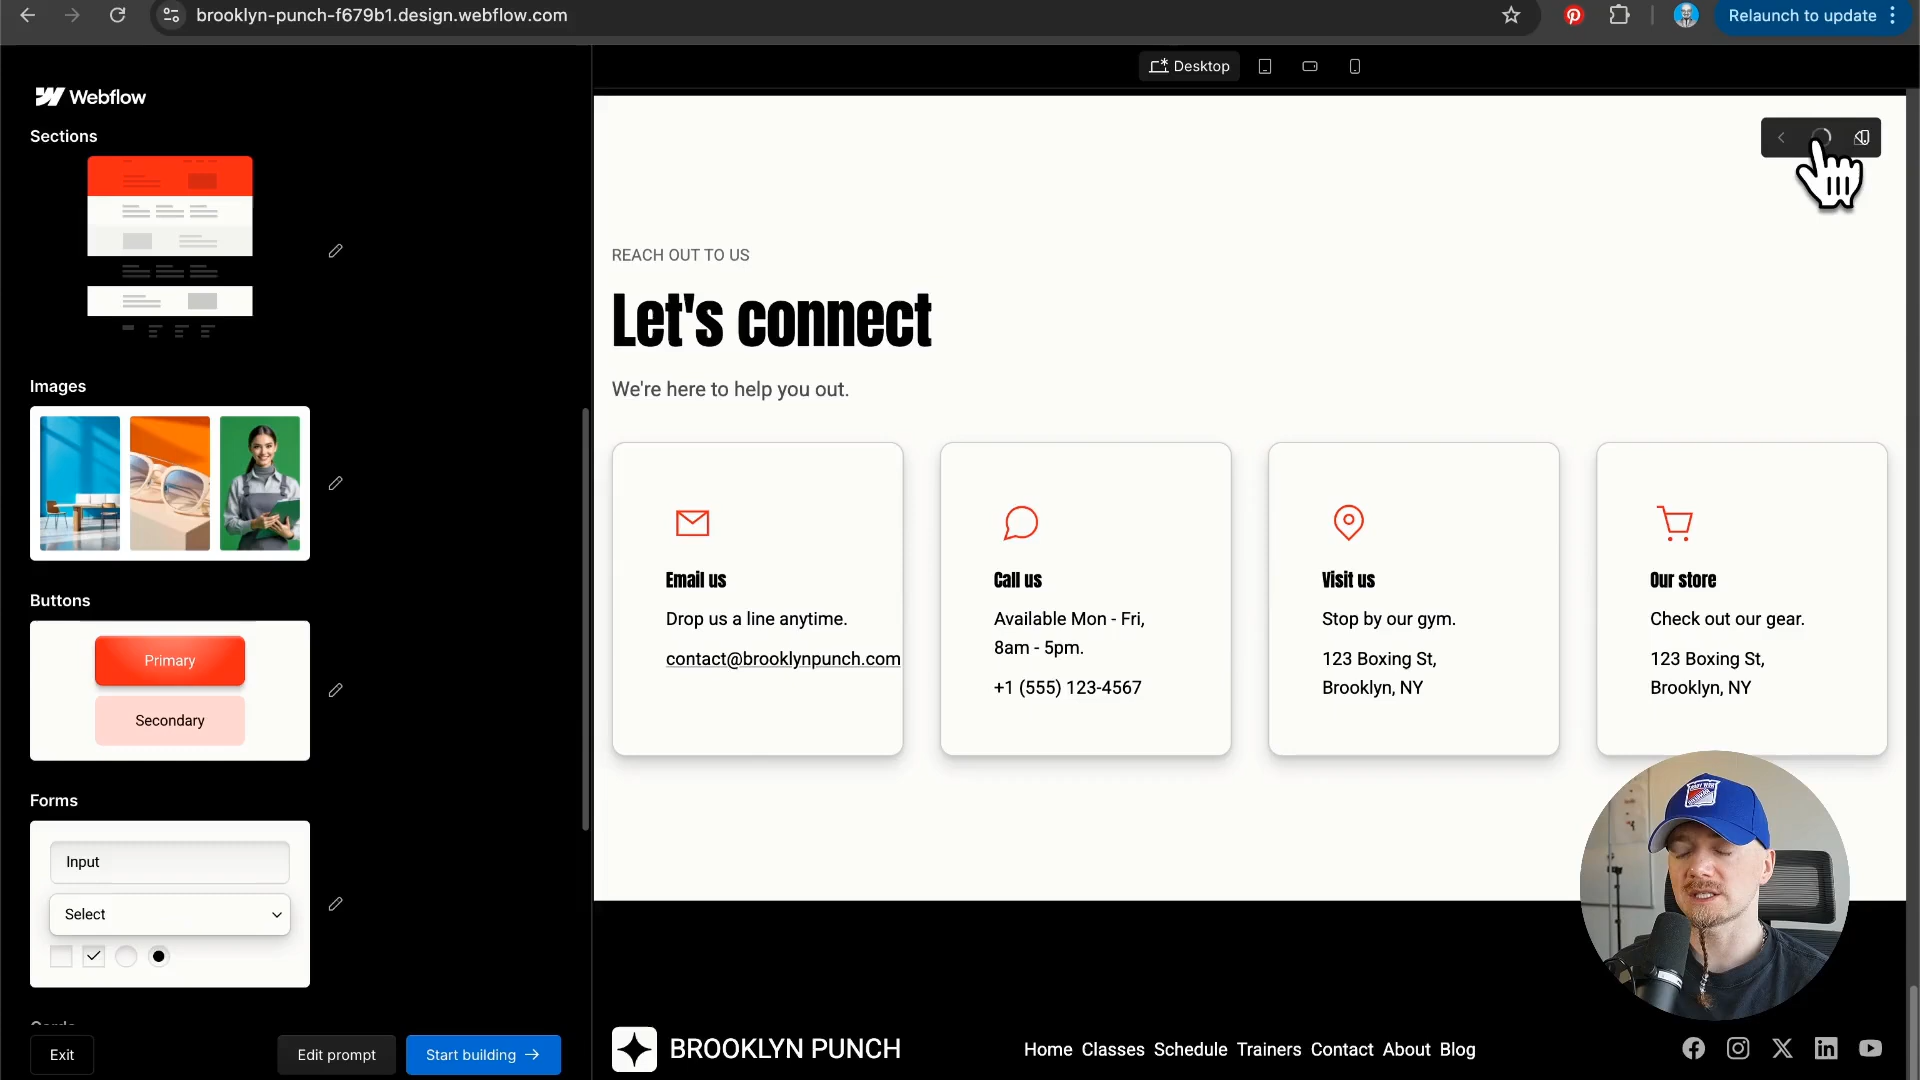 brooklyn-punch-f679b1.design.webflow.com
Relaunch to update
Webflow
Desktop
Sections
Images
Buttons
Primary
Secondary
Forms
Input
Select
Exit
Edit prompt
Start building
REACH OUT TO US
Let's connect
We're here to help you out.
Email us
Drop us a line anytime.
contact@brooklynpunch.com
Call us
Available Mon - Fri,
8am - 5pm.
+1 (555) 123-4567
Visit us
Stop by our gym.
123 Boxing St,
Brooklyn, NY
Our store
Check out our gear.
123 Boxing St,
Brooklyn, NY
BROOKLYN PUNCH
Home Classes Schedule Trainers Contact About Blog